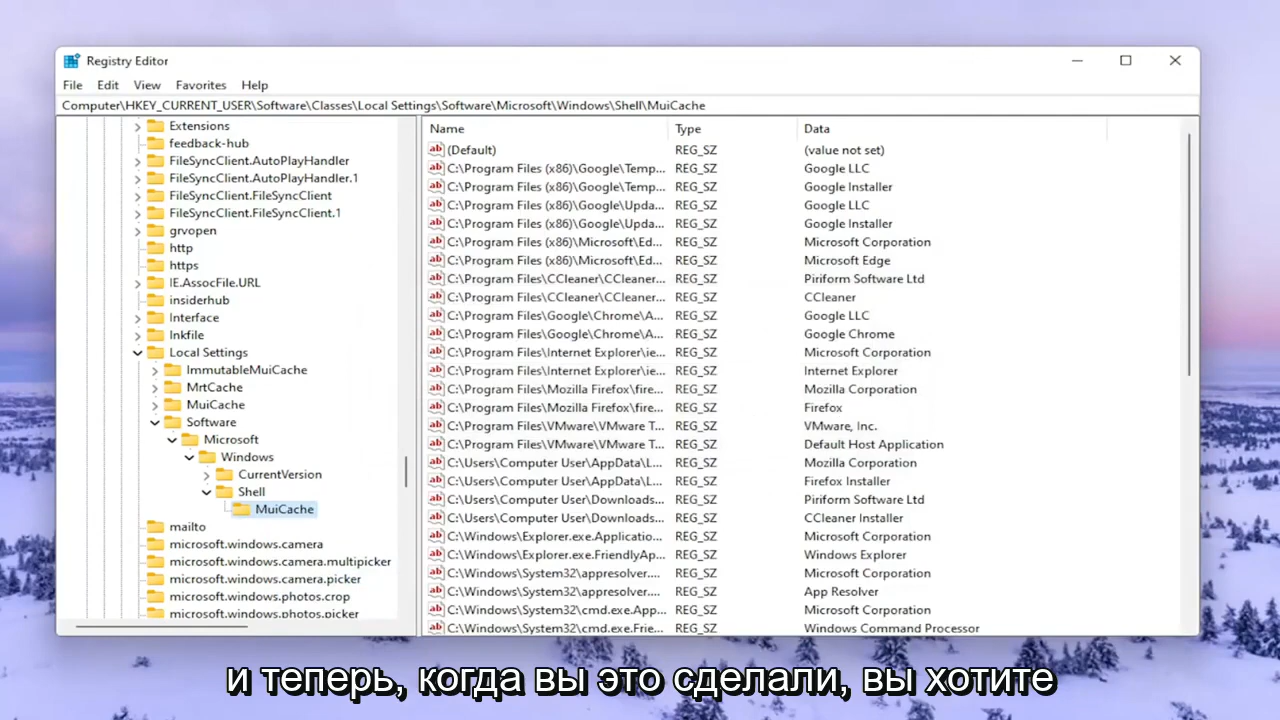 Registry Editor
File Edit View Favorites Help
Computer\HKEY_CURRENT_USER\Software\Classes\Local Settings\Software\Microsoft\Windows\Shell\MuiCache
Extensions
feedback-hub
FileSyncClient.AutoPlayHandler
FileSyncClient.AutoPlayHandler.1
FileSyncClient.FileSyncClient
FileSyncClient.FileSyncClient.1
grvopen
http
https
IE.AssocFile.URL
insiderhub
Interface
lnkfile
Local Settings
ImmutableMuiCache
MrtCache
MuiCache
Software
Microsoft
Windows
CurrentVersion
Shell
MuiCache
mailto
microsoft.windows.camera
microsoft.windows.camera.multipicker
microsoft.windows.camera.picker
microsoft.windows.photos.crop
microsoft.windows.photos.picker
Name Type Data
(Default) REG_SZ (value not set)
C:\Program Files (x86)\Google\Temp... REG_SZ Google LLC
C:\Program Files (x86)\Google\Temp... REG_SZ Google Installer
C:\Program Files (x86)\Google\Upda... REG_SZ Google LLC
C:\Program Files (x86)\Google\Upda... REG_SZ Google Installer
C:\Program Files (x86)\Microsoft\Ed... REG_SZ Microsoft Corporation
C:\Program Files (x86)\Microsoft\Ed... REG_SZ Microsoft Edge
C:\Program Files\CCleaner\CCleaner... REG_SZ Piriform Software Ltd
C:\Program Files\CCleaner\CCleaner... REG_SZ CCleaner
C:\Program Files\Google\Chrome\A... REG_SZ Google LLC
C:\Program Files\Google\Chrome\A... REG_SZ Google Chrome
C:\Program Files\Internet Explorer\ie... REG_SZ Microsoft Corporation
C:\Program Files\Internet Explorer\ie... REG_SZ Internet Explorer
C:\Program Files\Mozilla Firefox\fire... REG_SZ Mozilla Corporation
C:\Program Files\Mozilla Firefox\fire... REG_SZ Firefox
C:\Program Files\VMware\VMware T... REG_SZ VMware, Inc.
C:\Program Files\VMware\VMware T... REG_SZ Default Host Application
C:\Users\Computer User\AppData\L... REG_SZ Mozilla Corporation
C:\Users\Computer User\AppData\L... REG_SZ Firefox Installer
C:\Users\Computer User\Downloads... REG_SZ Piriform Software Ltd
C:\Users\Computer User\Downloads... REG_SZ CCleaner Installer
C:\Windows\Explorer.exe.Applicatio... REG_SZ Microsoft Corporation
C:\Windows\Explorer.exe.FriendlyAp... REG_SZ Windows Explorer
C:\Windows\System32\appresolver.... REG_SZ Microsoft Corporation
C:\Windows\System32\appresolver.... REG_SZ App Resolver
C:\Windows\System32\cmd.exe.App... REG_SZ Microsoft Corporation
C:\Windows\System32\cmd.exe.Frie... REG_SZ Windows Command Processor
и теперь, когда вы это сделали, вы хотите